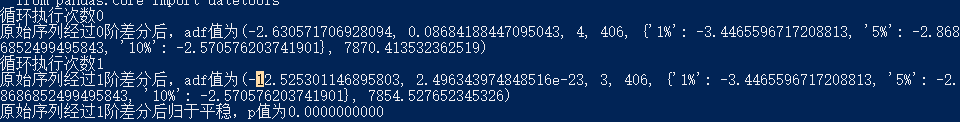 from pandas.core import datetools
循环执行次数0
原始序列经过0阶差分后，adf值为(-2.630571706928094, 0.08684188447095043, 4, 406, {'1%': -3.4465596717208813, '5%': -2.868
6852499495843, '10%': -2.570576203741901}, 7870.413532362519)
循环执行次数1
原始序列经过1阶差分后，adf值为(-12.525301146895803, 2.496343974848516e-23, 3, 406, {'1%': -3.4465596717208813, '5%': -2.
8686852499495843, '10%': -2.570576203741901}, 7854.527652345326)
原始序列经过1阶差分后归于平稳，p值为0.0000000000